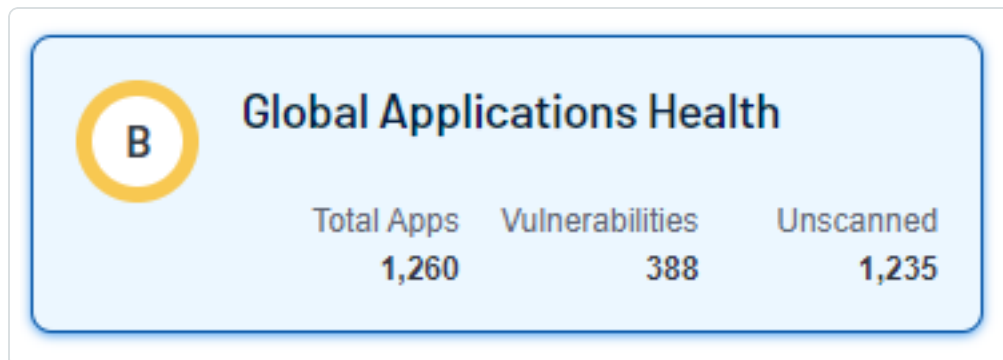 B
Global Applications Health
Total Apps Vulnerabilities Unscanned
1,260 388 1,235